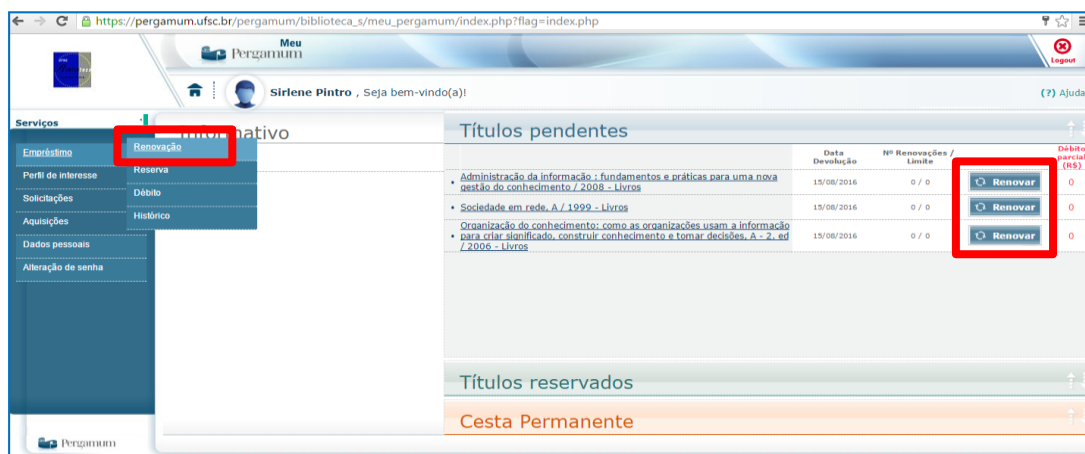 https://pergamum.ufsc.br/pergamum/biblioteca_s/meu_pergamum/index.php?flag=index.php
Meu
Pergamum
Logout
Sirlene Pintro , Seja bem-vindo(a)!
(?) Ajuda
Serviços
Empréstimo
Perfil de interesse
Solicitações
Aquisições
Dados pessoais
Alteração de senha
Renovação
Reserva
Débito
Histórico
Informativo
Títulos pendentes
Data
Devolução
Nº Renovações /
Limite
Débito
parcial
(R$)
• Administração da informação : fundamentos e práticas para uma nova
gestão do conhecimento / 2008 - Livros
15/08/2016 0 / 0 Renovar 0
• Sociedade em rede, A / 1999 - Livros
15/08/2016 0 / 0 Renovar 0
Organização do conhecimento: como as organizações usam a informação
• para criar significado, construir conhecimento e tomar decisões, A - 2. ed
/ 2006 - Livros
15/08/2016 0 / 0 Renovar 0
Títulos reservados
Cesta Permanente
Pergamum